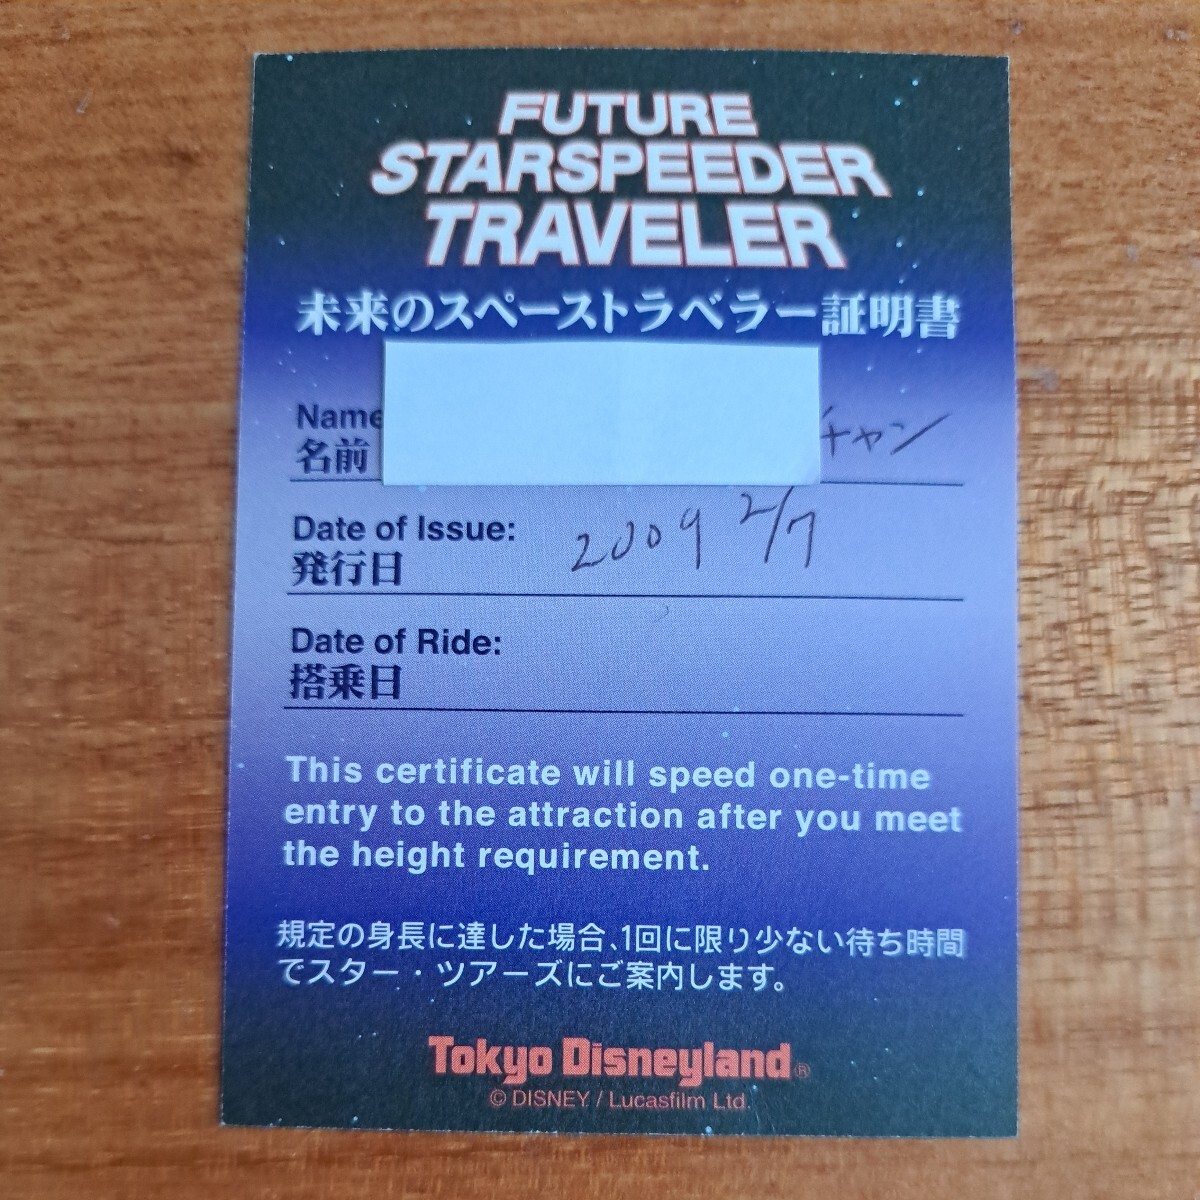 FUTURE
STARSPEEDER
TRAVELER
未来のスペーストラベラー証明書
Name
チャン
名前
Date of Issue: 2009 2/7
発行日
Date of Ride:
搭乗日
This certificate will speed one-time
entry to the attraction after you meet
the height requirement.
規定の身長に達した場合、1回に限り少ない待ち時間
でスター・ツアーズにご案内します。
Tokyo Disneyland®
© DISNEY / Lucasfilm Ltd.